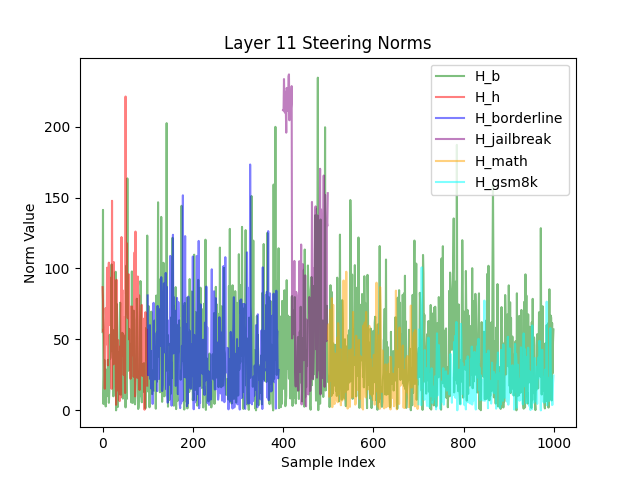 Layer 11 Steering Norms
H_b
H_h
H_borderline
H_jailbreak
H_math
H_gsm8k
Norm Value
200
150
100
50
0
0 200 400 600 800 1000
Sample Index